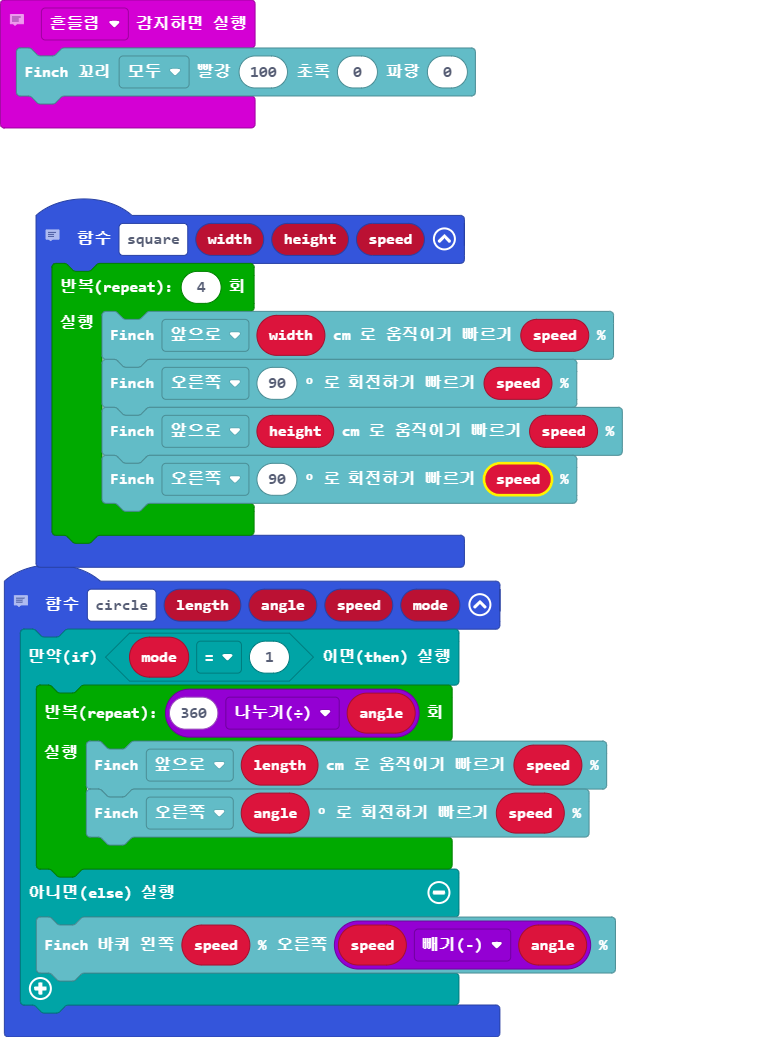 흔들림 감지하면 실행
Finch 꼬리 모두 빨강 100 초록 0 파랑 0
함수 square width height speed
반복(repeat): 4 회
실행
Finch 앞으로 width cm 로 움직이기 빠르기 speed %
Finch 오른쪽 90 ° 로 회전하기 빠르기 speed %
Finch 앞으로 height cm 로 움직이기 빠르기 speed %
Finch 오른쪽 90 ° 로 회전하기 빠르기 speed %
함수 circle length angle speed mode
만약(if) mode = 1 이면(then) 실행
반복(repeat): 360 나누기(÷) angle 회
실행
Finch 앞으로 length cm 로 움직이기 빠르기 speed %
Finch 오른쪽 angle ° 로 회전하기 빠르기 speed %
아니면(else) 실행
Finch 바퀴 왼쪽 speed % 오른쪽 speed 빼기(-) angle %